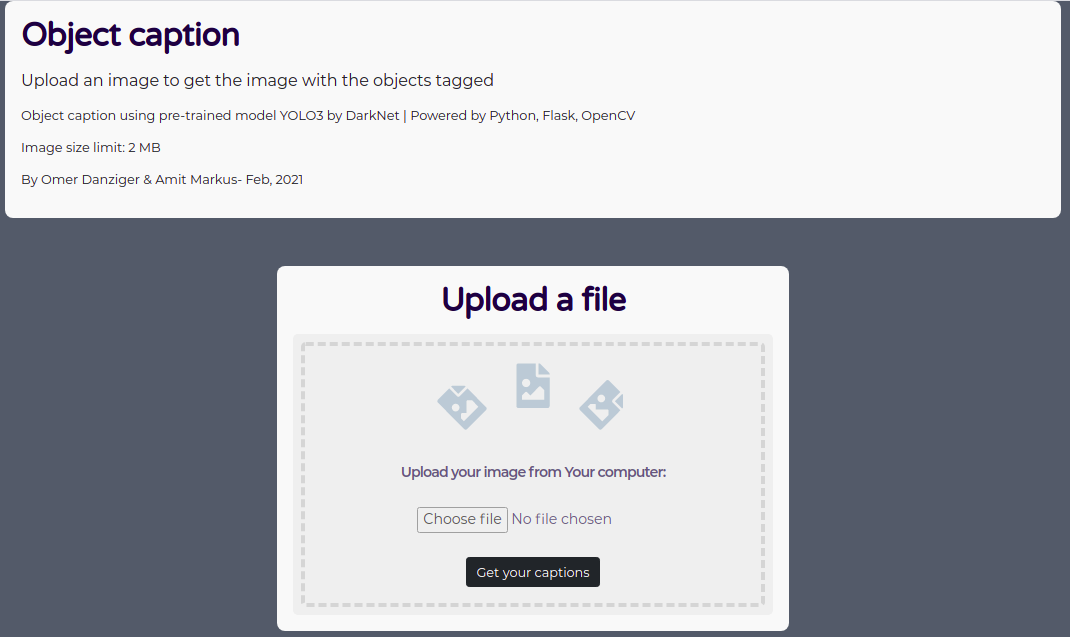 Object caption
Upload an image to get the image with the objects tagged
Object caption using pre-trained model YOLO3 by DarkNet | Powered by Python, Flask, OpenCV
Image size limit: 2 MB
By Omer Danziger & Amit Markus- Feb, 2021
Upload a file
Upload your image from Your computer:
Choose file No file chosen
Get your captions